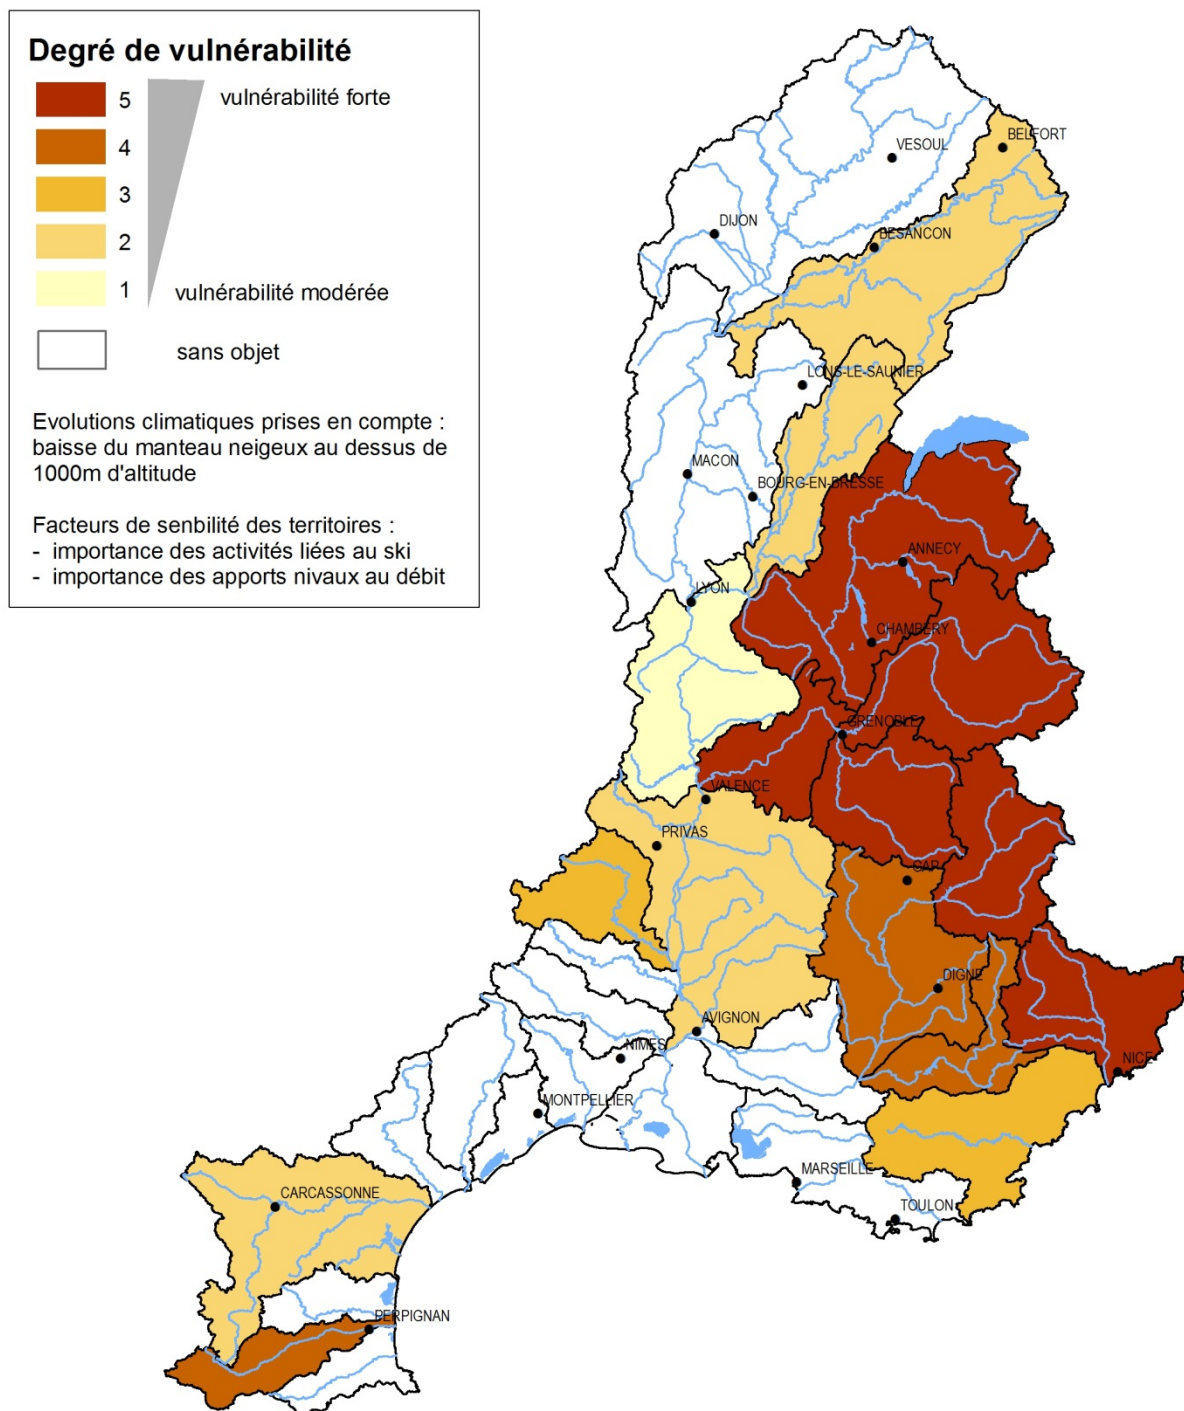 Degré de vulnérabilité
5
vulnérabilité forte
4
3
2
1
vulnérabilité modérée
sans objet
Evolutions climatiques prises en compte :
baisse du manteau neigeux au dessus de
1000m d'altitude
Facteurs de senbilité des territoires :
- importance des activités liées au ski
- importance des apports nivaux au débit
BELFORT
VESOUL
DIJON
BESANCON
LONS-LE-SAUNIER
MACON
BOURG-EN-BRESSE
ANNECY
LYON
CHAMBERY
GRENOBLE
VALENCE
PRIVAS
GAP
DIGNE
AVIGNON
NIMES
NICE
MONTPELLIER
MARSEILLE
CARCASSONNE
TOULON
PERPIGNAN